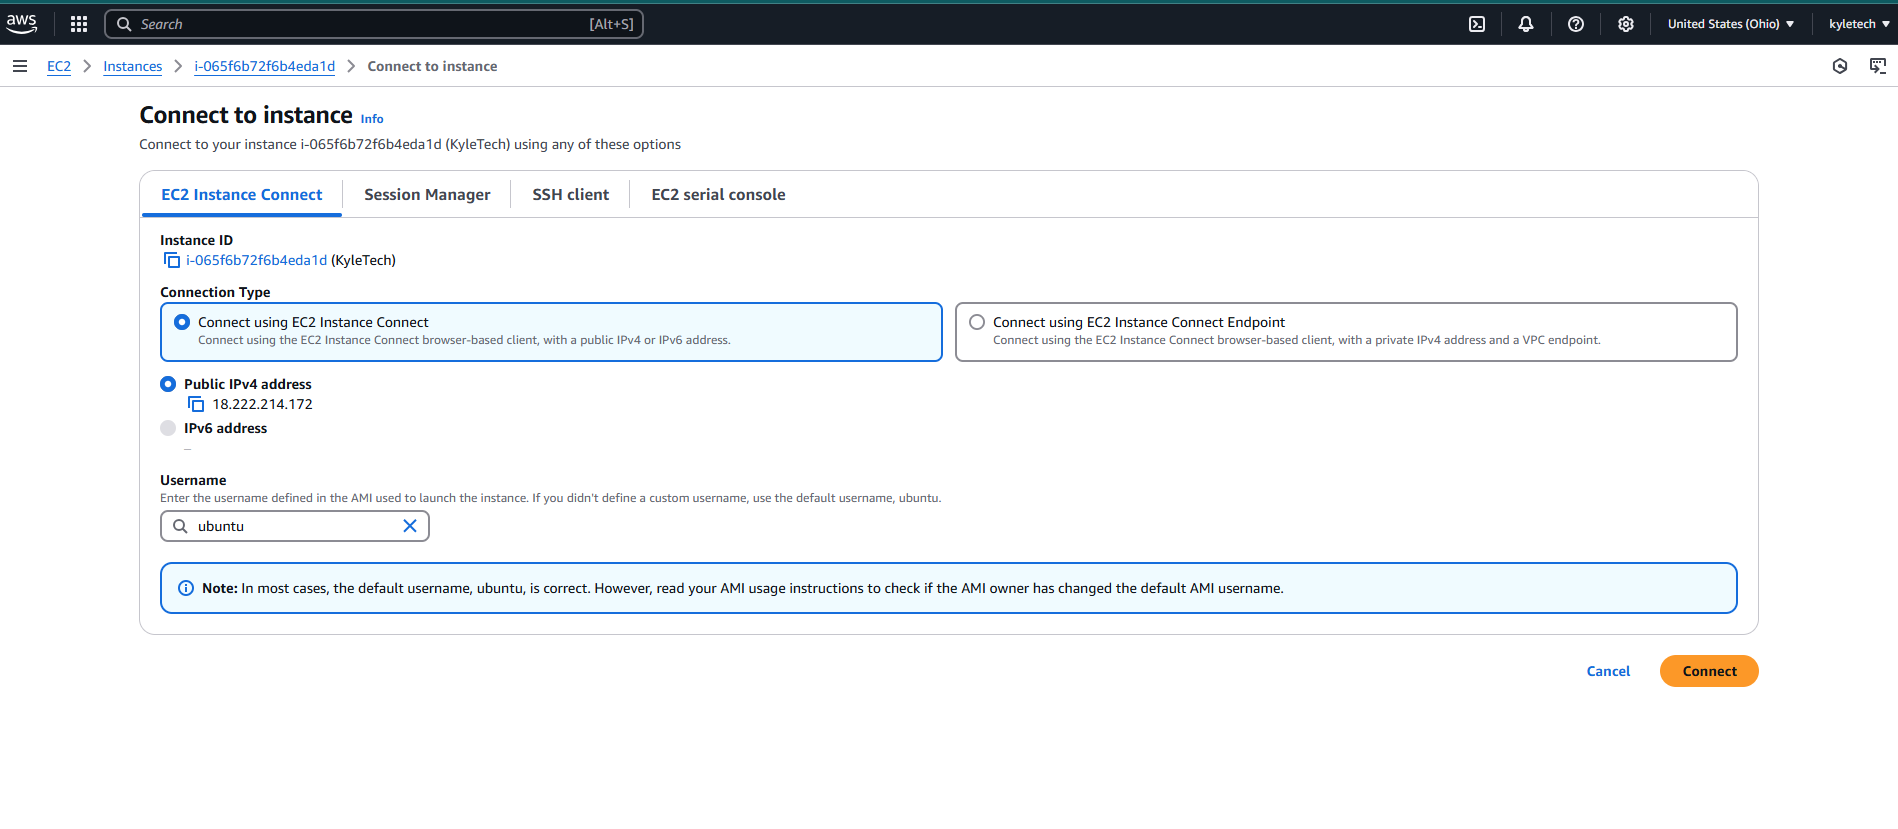 aws Search [Alt+S] United States (Ohio) kyletech
EC2 Instances i-065f6b72f6b4eda1d Connect to instance
Connect to instance Info
Connect to your instance i-065f6b72f6b4eda1d (KyleTech) using any of these options
EC2 Instance Connect Session Manager SSH client EC2 serial console
Instance ID
i-065f6b72f6b4eda1d (KyleTech)
Connection Type
Connect using EC2 Instance Connect
Connect using the EC2 Instance Connect browser-based client, with a public IPv4 or IPv6 address.
Connect using EC2 Instance Connect Endpoint
Connect using the EC2 Instance Connect browser-based client, with a private IPv4 address and a VPC endpoint.
Public IPv4 address
18.222.214.172
IPv6 address
–
Username
Enter the username defined in the AMI used to launch the instance. If you didn't define a custom username, use the default username, ubuntu.
ubuntu
Note: In most cases, the default username, ubuntu, is correct. However, read your AMI usage instructions to check if the AMI owner has changed the default AMI username.
Cancel Connect